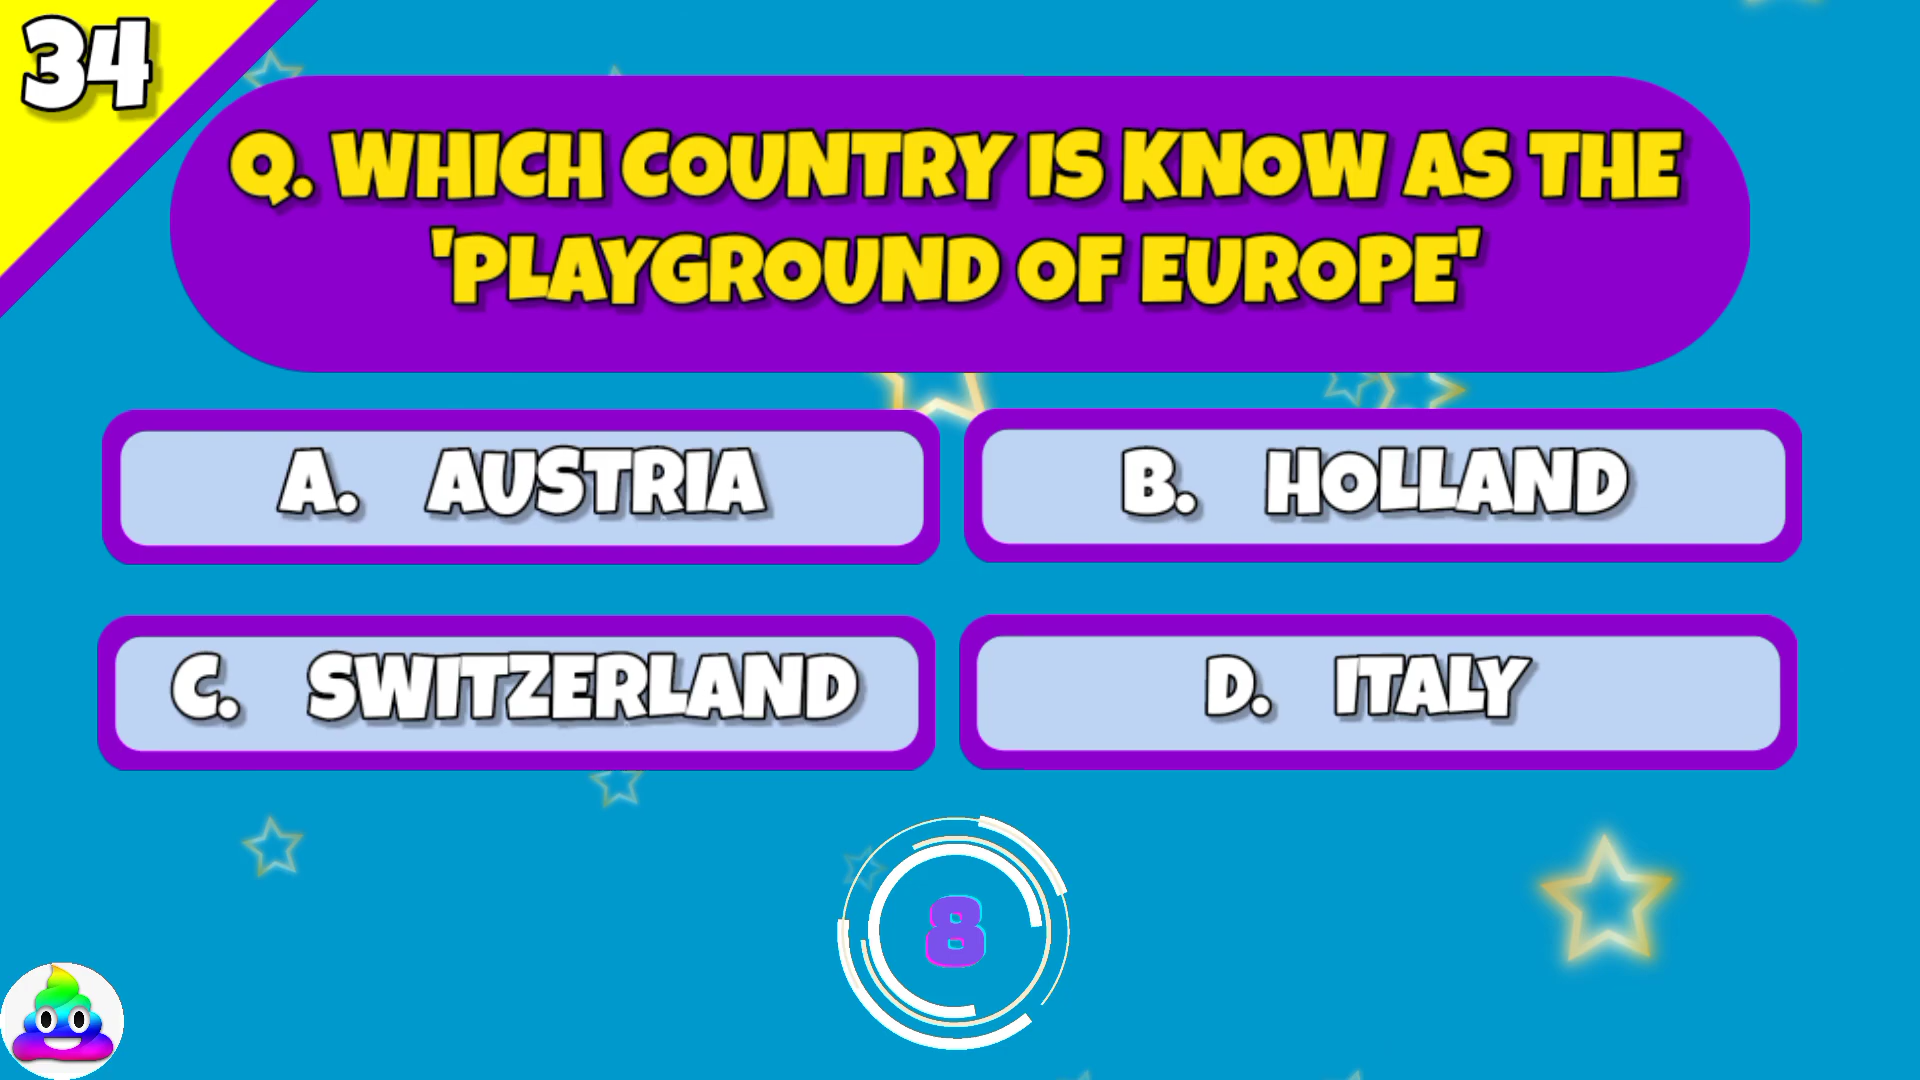 34
Q. WHICH COUNTRY IS KNOW AS THE
'PLAYGROUND OF EUROPE'
A. AUSTRIA
B. HOLLAND
C. SWITZERLAND
D. ITALY
8